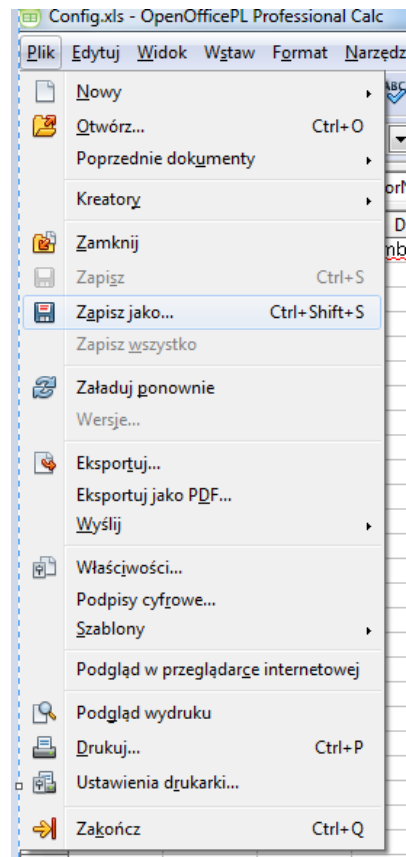 Config.xls - OpenOfficePL Professional Calc
Plik Edytuj Widok Wstaw Format Narzędz
Nowy
Otwórz... Ctrl+O
Poprzednie dokumenty
Kreatory
Zamknij
Zapisz Ctrl+S
Zapisz jako... Ctrl+Shift+S
Zapisz wszystko
Załaduj ponownie
Wersje...
Eksportuj...
Eksportuj jako PDF...
Wyślij
Właściwości...
Podpisy cyfrowe...
Szablony
Podgląd w przeglądarce internetowej
Podgląd wydruku
Drukuj... Ctrl+P
Ustawienia drukarki...
Zakończ Ctrl+Q
ABC
D